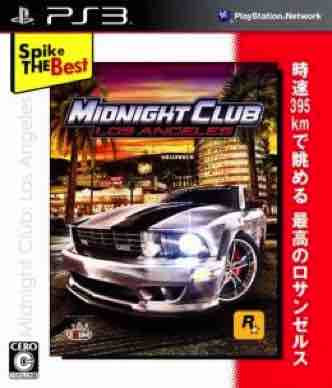 PS3
PlayStation Network
Spike
THE Best
MIDNIGHT CLUB
LOS ANGELES
Midnight Club: Los Angeles
時速395kmで眺める 最高のロサンゼルス
R★
CERO
C